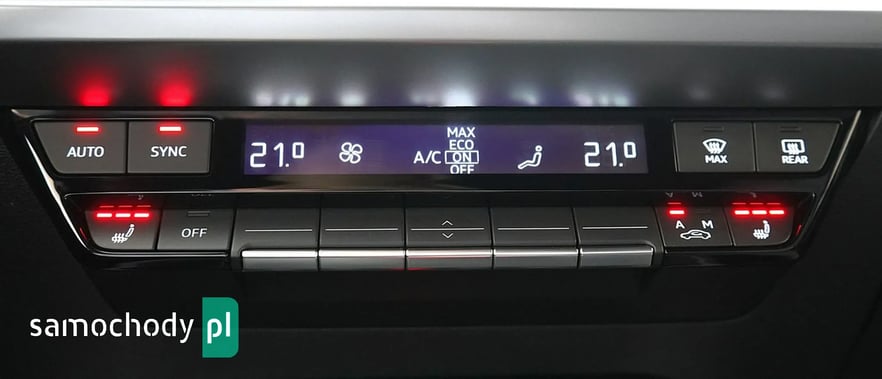 AUTO SYNC
21.0 A/C MAX ECO ON OFF 21.0
MAX REAR
OFF A M
samochody pl